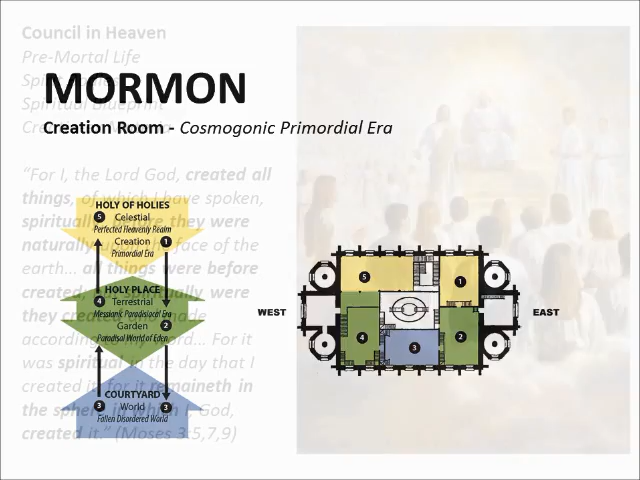 Council in Heaven
Pre-Mortal Life
MORMON
Creation Room - Cosmogonic Primordial Era
"For I, the Lord God, created all
things, of which I have spoken,
spiritually, before they were
naturally upon the face of the
earth... all things were before
created; spiritually were
they created and made
according to my word... For it
was spiritual in the day that I
created it; for it remaineth in
the sphere in which I, God,
created it." (Moses 3:5,7,9)
HOLY OF HOLIES
5 Celestial
Perfected Heavenly Realm
Creation 1
Primordial Era
HOLY PLACE
4 Terrestrial
Messianic Paradisiacal Era
Garden 2
Paradisal World of Eden
COURTYARD
3 World 3
Fallen Disordered World
WEST
5
1
4
3
2
EAST